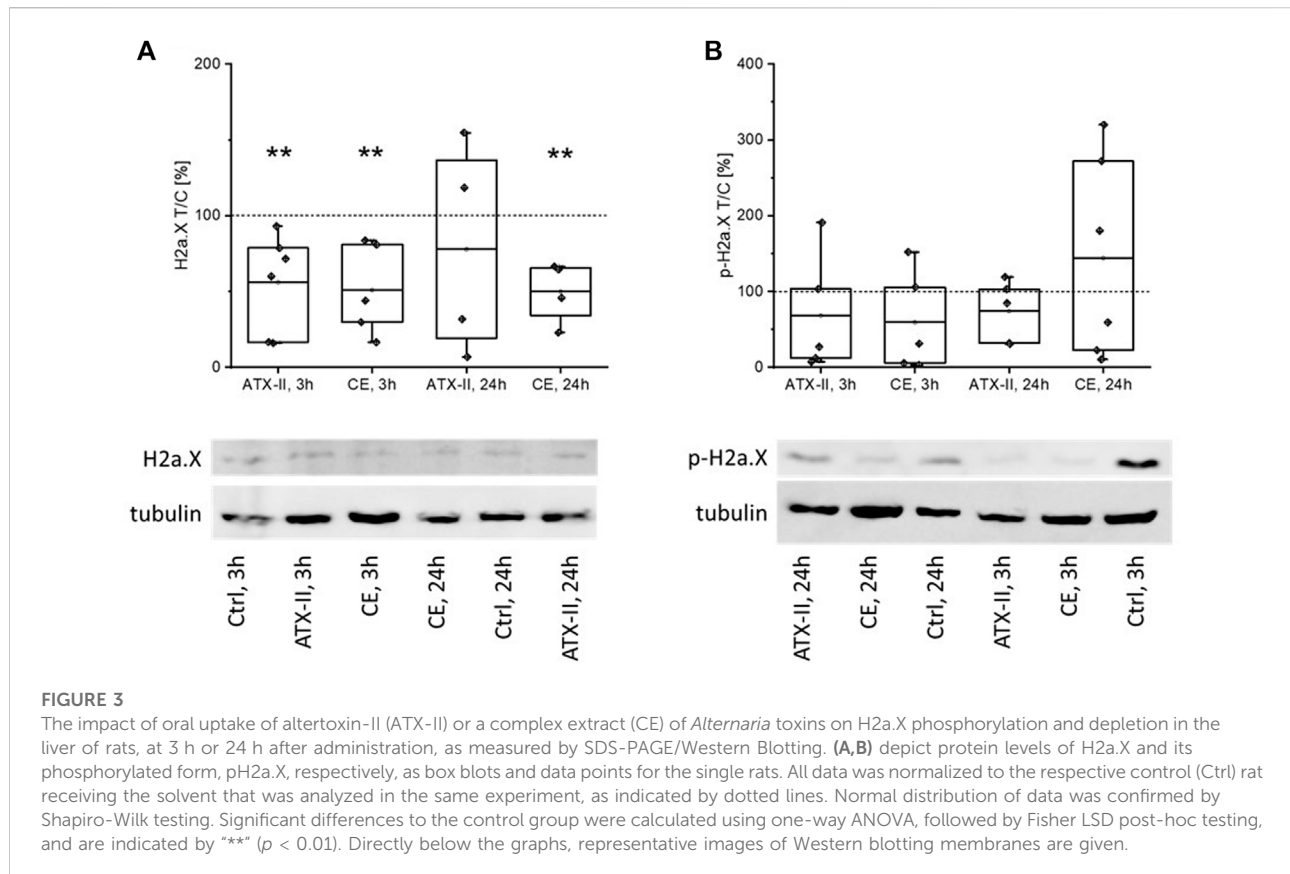 A
B
200
100
0
H2a.X T/C [%]
** ** **
ATX-II, 3h CE, 3h ATX-II, 24h CE, 24h
400
300
200
100
0
p-H2a.X T/C [%]
ATX-II, 3h CE, 3h ATX-II, 24h CE, 24h
H2a.X
tubulin
Ctrl, 3h
ATX-II, 3h
CE, 3h
CE, 24h
Ctrl, 24h
ATX-II, 24h
p-H2a.X
tubulin
ATX-II, 24h
CE, 24h
Ctrl, 24h
ATX-II, 3h
CE, 3h
Ctrl, 3h
FIGURE 3
The impact of oral uptake of altertoxin-II (ATX-II) or a complex extract (CE) of Alternaria toxins on H2a.X phosphorylation and depletion in the
liver of rats, at 3 h or 24 h after administration, as measured by SDS-PAGE/Western Blotting. (A,B) depict protein levels of H2a.X and its
phosphorylated form, pH2a.X, respectively, as box blots and data points for the single rats. All data was normalized to the respective control (Ctrl) rat
receiving the solvent that was analyzed in the same experiment, as indicated by dotted lines. Normal distribution of data was confirmed by
Shapiro-Wilk testing. Significant differences to the control group were calculated using one-way ANOVA, followed by Fisher LSD post-hoc testing,
and are indicated by "**" (p < 0.01). Directly below the graphs, representative images of Western blotting membranes are given.